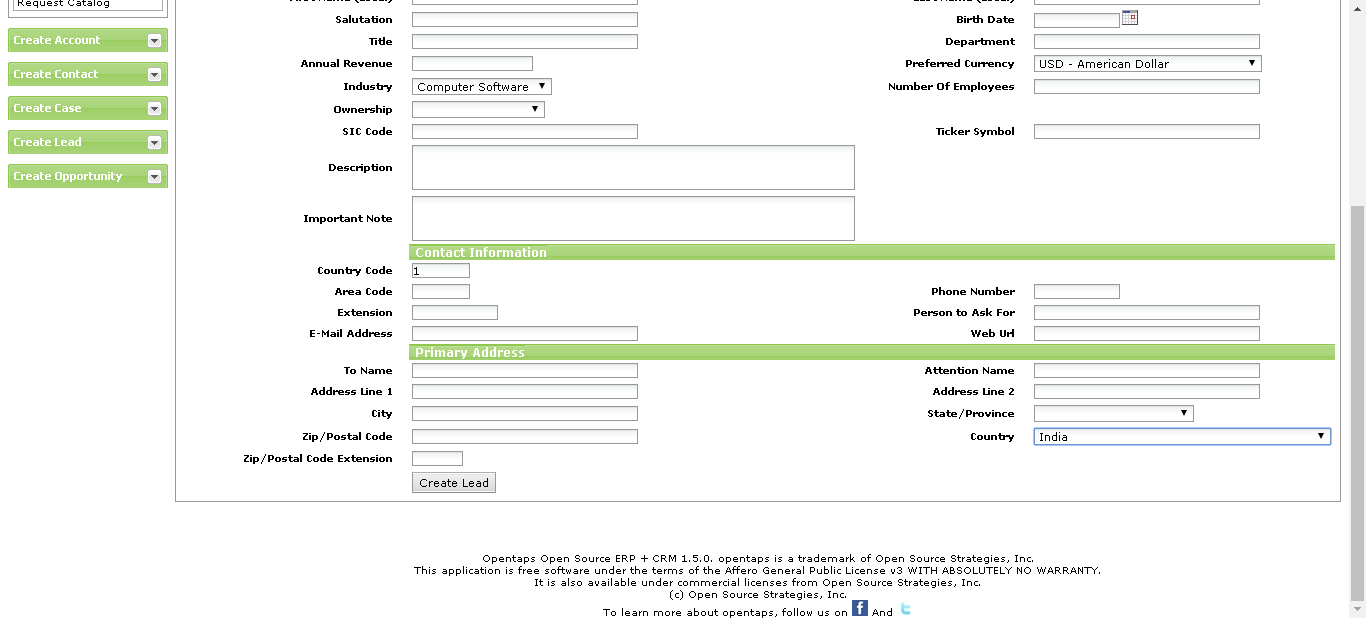 Request Catalog
Create Account
Create Contact
Create Case
Create Lead
Create Opportunity
Salutation Birth Date
Title Department
Annual Revenue Preferred Currency USD - American Dollar
Industry Computer Software Number Of Employees
Ownership
SIC Code Ticker Symbol
Description
Important Note
Contact Information
Country Code 1
Area Code Phone Number
Extension Person to Ask For
E-Mail Address Web Url
Primary Address
To Name Attention Name
Address Line 1 Address Line 2
City State/Province
Zip/Postal Code Country India
Zip/Postal Code Extension
Create Lead
Opentaps Open Source ERP + CRM 1.5.0. opentaps is a trademark of Open Source Strategies, Inc.
This application is free software under the terms of the Affero General Public License v3 WITH ABSOLUTELY NO WARRANTY.
It is also available under commercial licenses from Open Source Strategies, Inc.
(c) Open Source Strategies, Inc.
To learn more about opentaps, follow us on f And t